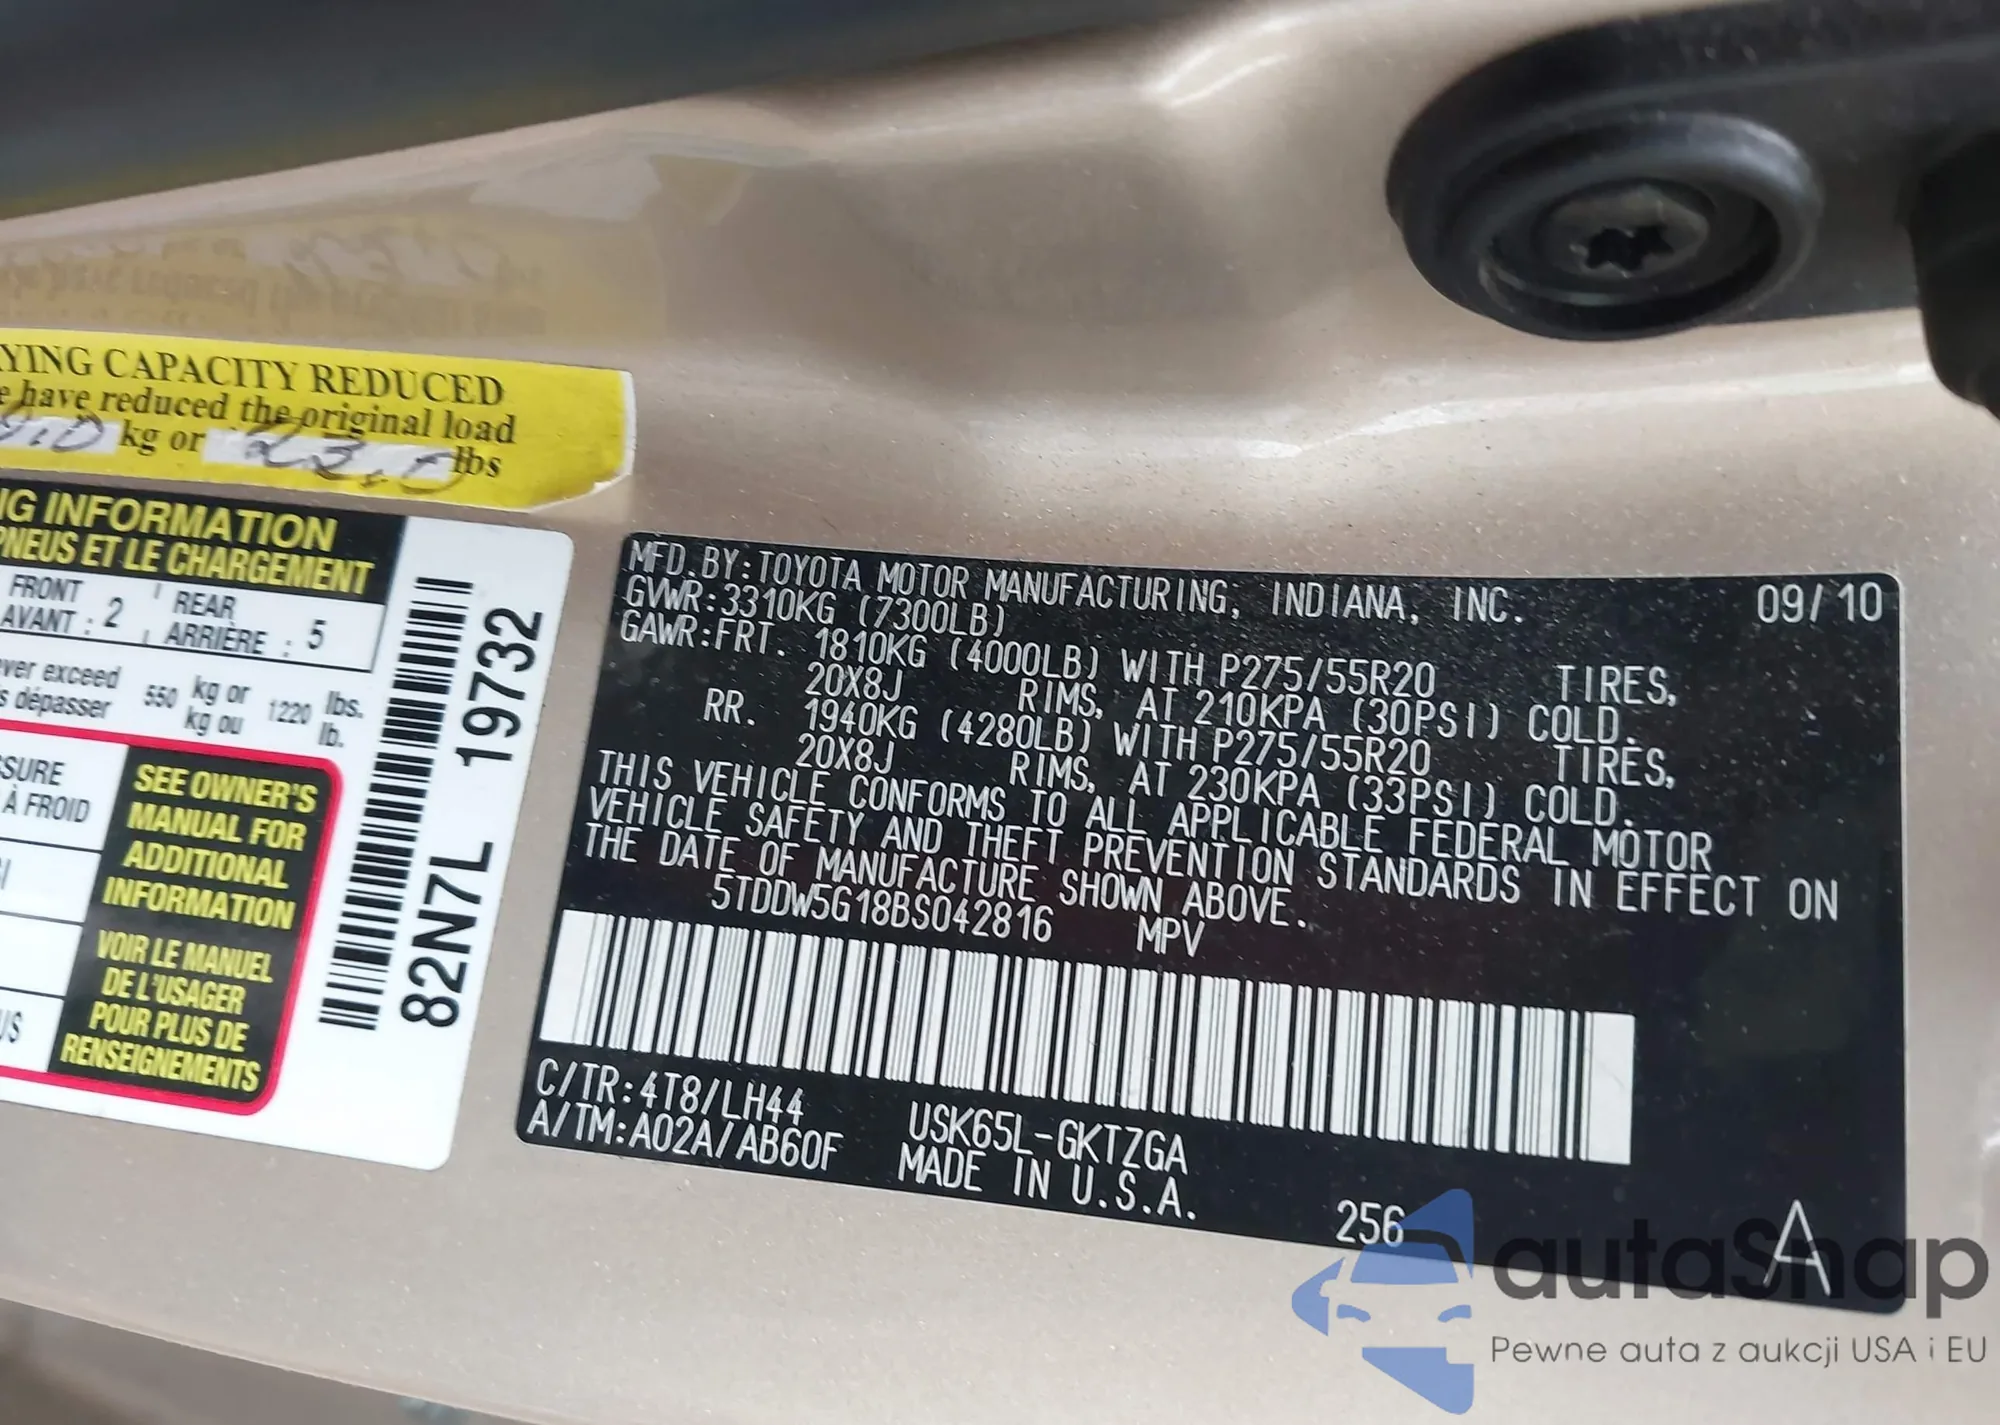 YING CAPACITY REDUCED
e have reduced the original load
kg or 23.0 lbs
NG INFORMATION
PNEUS ET LE CHARGEMENT
FRONT REAR
AVANT : 2 ARRIÈRE : 5
ver exceed 550 kg or 1220 lbs.
s dépasser kg ou lb.
SSURE
À FROID
SEE OWNER'S
MANUAL FOR
ADDITIONAL
INFORMATION
VOIR LE MANUEL
DE L'USAGER
POUR PLUS DE
RENSEIGNEMENTS
82N7L 19732
MFD.BY:TOYOTA MOTOR MANUFACTURING, INDIANA, INC. 09/10
GVWR:3310KG (7300LB)
GAWR:FRT. 1810KG (4000LB) WITH P275/55R20 TIRES,
20X8J RIMS, AT 210KPA (30PSI) COLD.
RR. 1940KG (4280LB) WITH P275/55R20 TIRES,
20X8J RIMS, AT 230KPA (33PSI) COLD.
THIS VEHICLE CONFORMS TO ALL APPLICABLE FEDERAL MOTOR
VEHICLE SAFETY AND THEFT PREVENTION STANDARDS IN EFFECT ON
THE DATE OF MANUFACTURE SHOWN ABOVE.
5TDDW5G18BS042816 MPV
C/TR:4T8/LH44 USK65L-GKTZGA
A/TM:A02A/AB60F MADE IN U.S.A.
256 A
autaSnap
Pewne auta z aukcji USA i EU